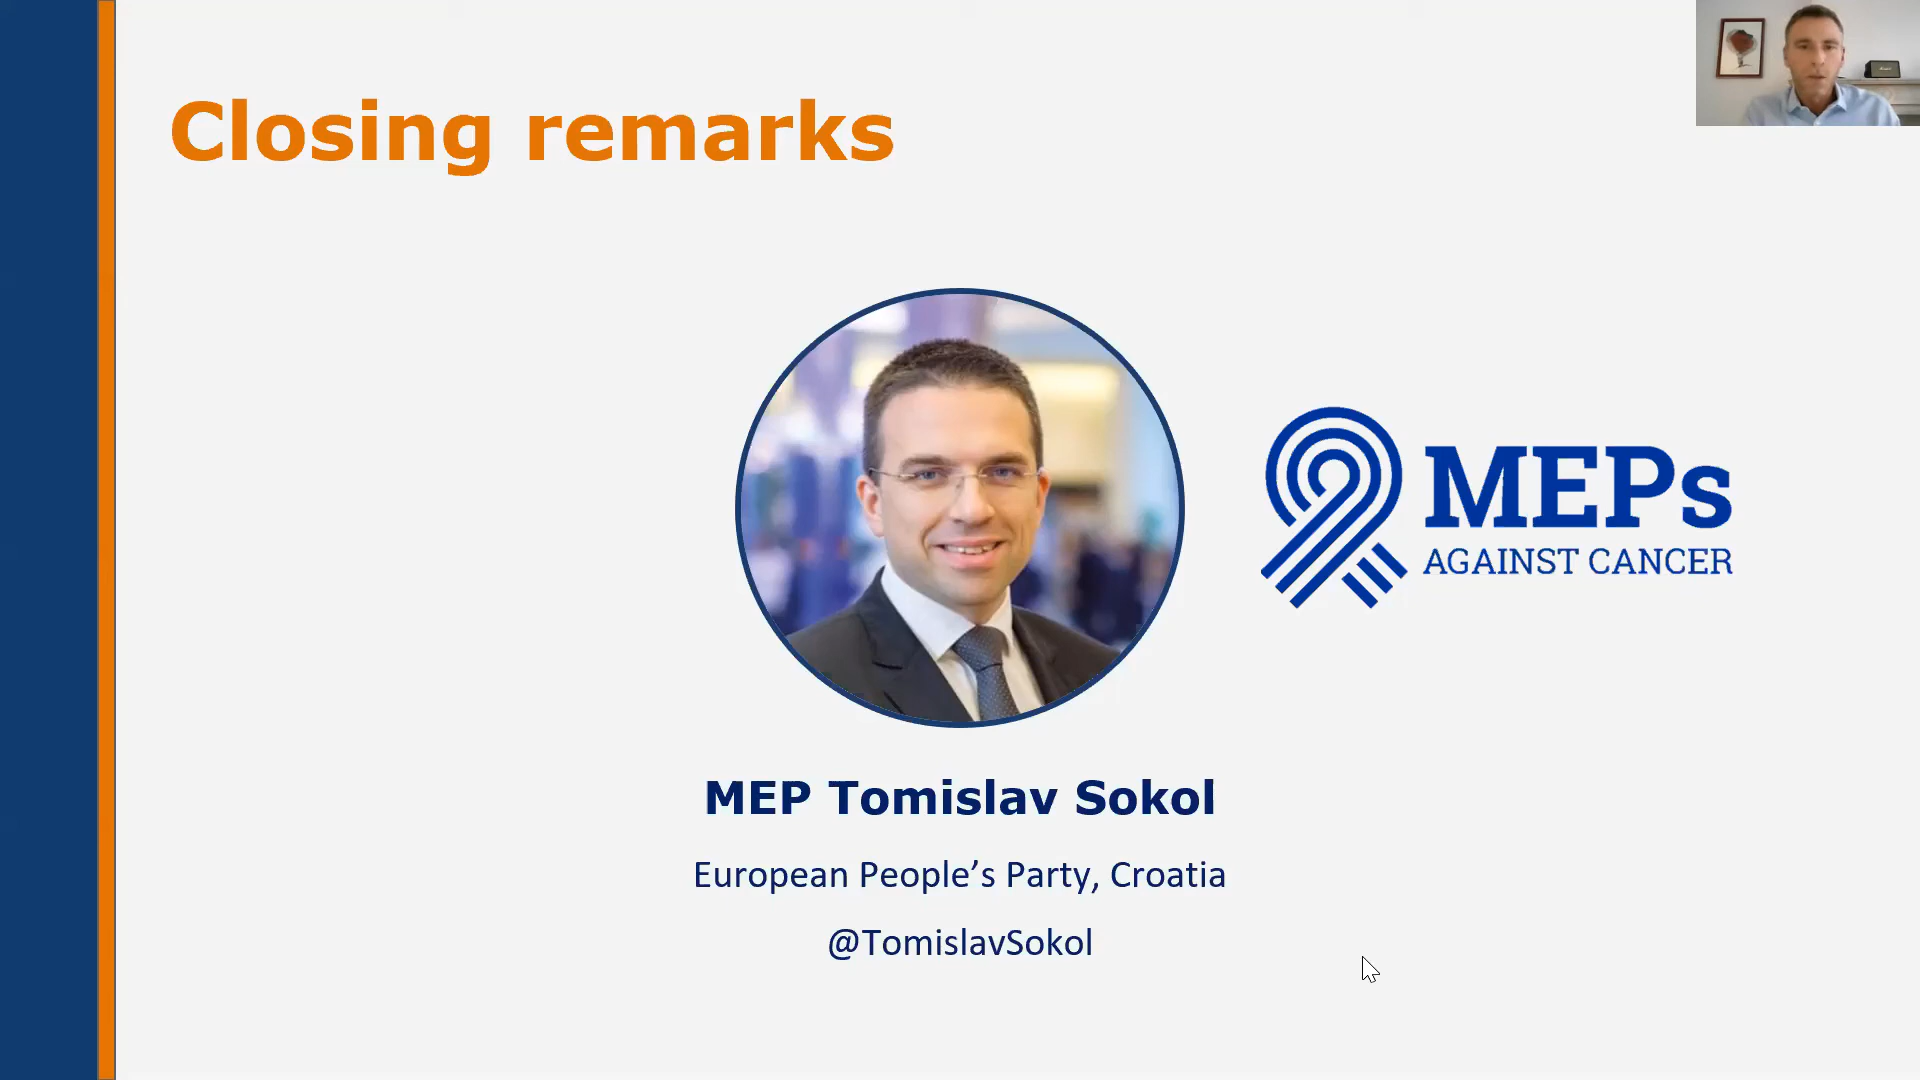 Closing remarks
MEPs
AGAINST CANCER
MEP Tomislav Sokol
European People’s Party, Croatia
@TomislavSokol